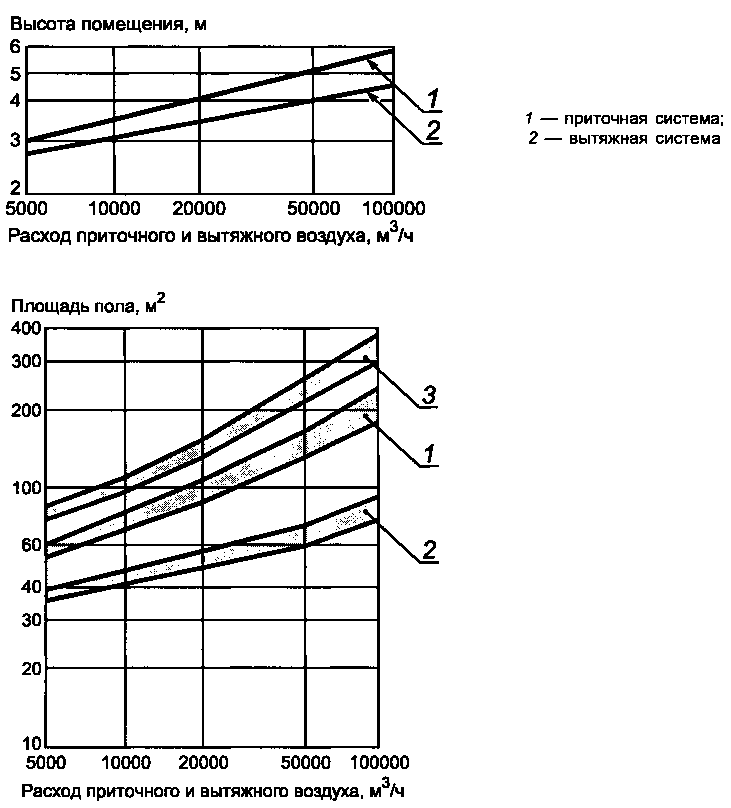 Высота помещения, м
6
5
4
3
2
1
2
5000 10000 20000 50000 100000
Расход приточного и вытяжного воздуха, м³/ч
1 — приточная система;
2 — вытяжная система
Площадь пола, м²
400
300
200
100
60
40
30
20
10
3
1
2
5000 10000 20000 50000 100000
Расход приточного и вытяжного воздуха, м³/ч